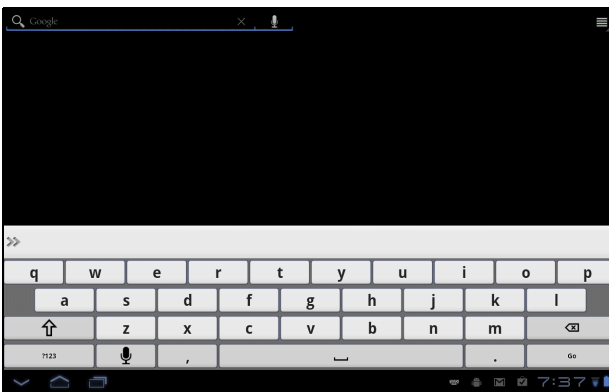 Google
q w e r t y u i o p
a s d f g h j k l
z x c v b n m
?123 , . Go
7:37